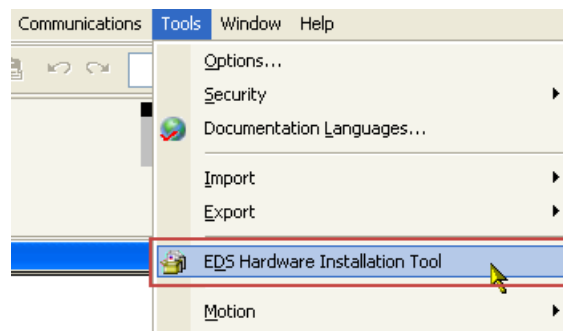 Communications Tools Window Help
Options...
Security
Documentation Languages...
Import
Export
EDS Hardware Installation Tool
Motion